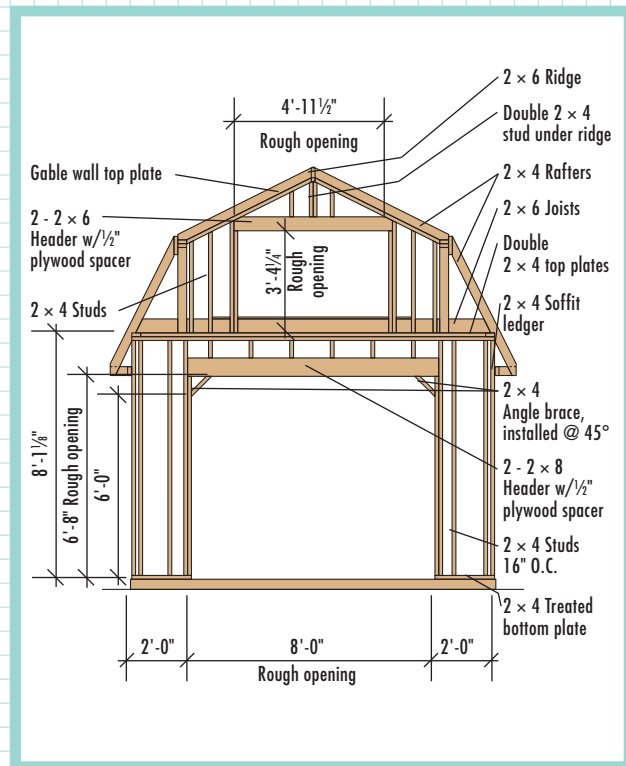 4'-11½"
Rough opening
Gable wall top plate
2 - 2 × 6
Header w/½"
plywood spacer
2 × 4 Studs
3'-4¼"
Rough
opening
8'-1⅛"
6'-8" Rough opening
6'-0"
2 × 6 Ridge
Double 2 × 4
stud under ridge
2 × 4 Rafters
2 × 6 Joists
Double
2 × 4 top plates
2 × 4 Soffit
ledger
2 × 4
Angle brace,
installed @ 45°
2 - 2 × 8
Header w/½"
plywood spacer
2 × 4 Studs
16" O.C.
2 × 4 Treated
bottom plate
2'-0"
8'-0"
2'-0"
Rough opening